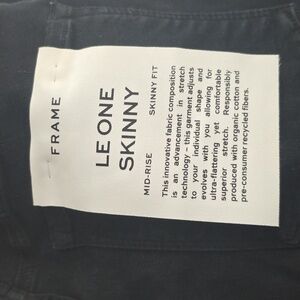 FRAME
LE ONE
SKINNY
MID-RISE SKINNY FIT
This innovative fabric composition
is an advancement in stretch
technology – this garment adjusts
to your individual shape and
evolves with you allowing for
ultra-flattering yet comfortable
superior stretch. Responsibly
produced with organic cotton and
pre-consumer recycled fibers.